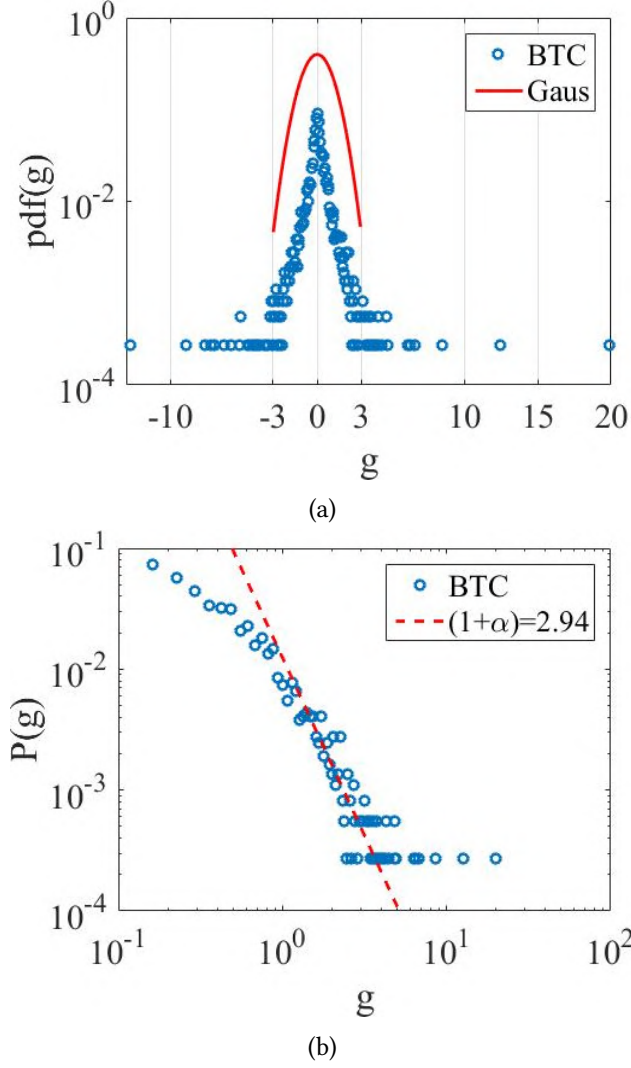 10^0
BTC
Gaus
10^-2
pdf(g)
10^-4
-10 -3 0 3 10 15 20
g
(a)
10^-1
BTC
(1+α)=2.94
10^-2
P(g)
10^-3
10^-4
10^-1 10^0 10^1 10^2
g
(b)